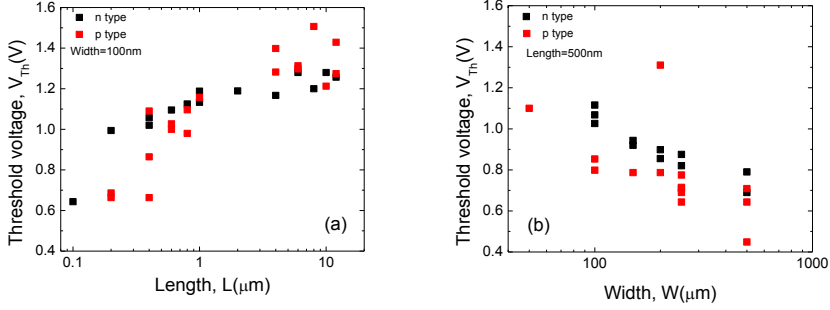 n type
p type
Width=100nm
Threshold voltage, V_Th(V)
1.6
1.4
1.2
1.0
0.8
0.6
0.4
0.1
1
10
Length, L(μm)
(a)
n type
p type
Length=500nm
Threshold voltage, V_Th(V)
1.6
1.4
1.2
1.0
0.8
0.6
0.4
100
1000
Width, W(μm)
(b)